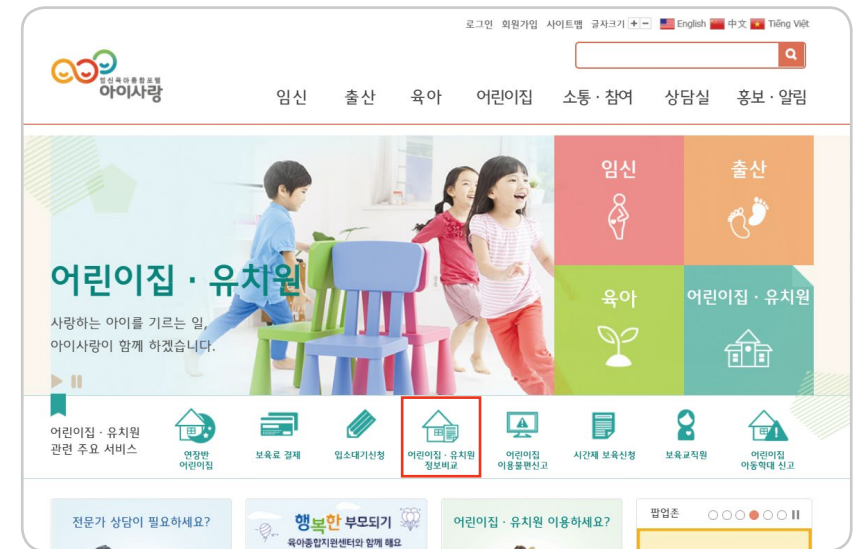 로그인 회원가입 사이트맵 글자크기 + - English 中文 Tiếng Việt
임신육아종합포털
아이사랑
임신 출산 육아 어린이집 소통 · 참여 상담실 홍보 · 알림
임신
출산
어린이집 · 유치원
사랑하는 아이를 기르는 일,
아이사랑이 함께 하겠습니다.
육아
어린이집 · 유치원
어린이집 · 유치원
관련 주요 서비스
연장반
어린이집
보육료 결제
입소대기신청
어린이집 · 유치원
정보비교
어린이집
이용불편신고
시간제 보육신청
보육교직원
어린이집
아동학대 신고
전문가 상담이 필요하세요?
행복한 부모되기
육아종합지원센터와 함께 해요
어린이집 · 유치원 이용하세요?
팝업존